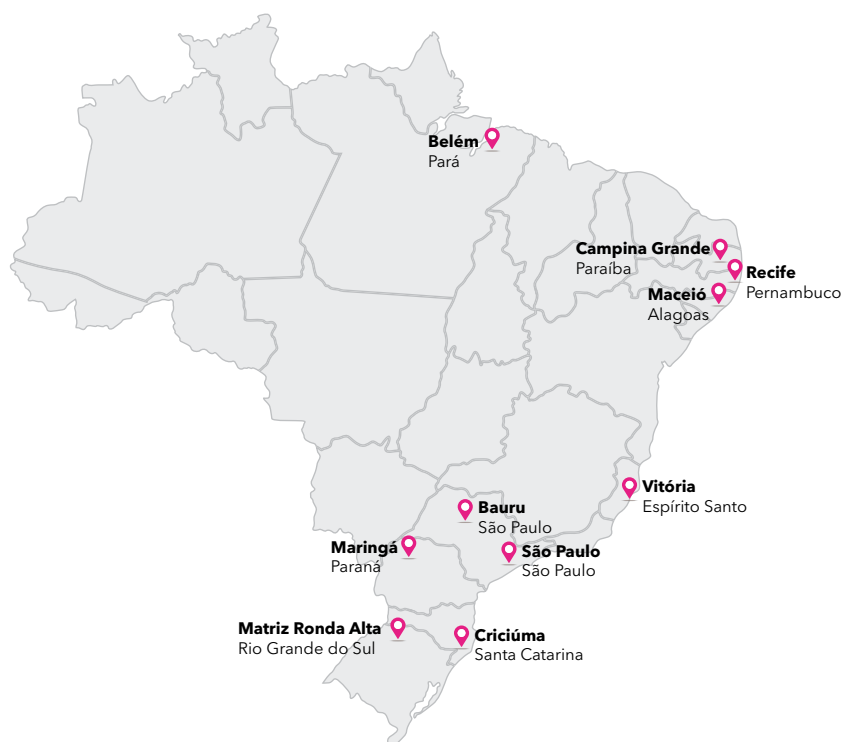 Belém
Pará
Campina Grande
Paraíba
Recife
Pernambuco
Maceió
Alagoas
Vitória
Espírito Santo
Bauru
São Paulo
Maringá
Paraná
São Paulo
São Paulo
Matriz Ronda Alta
Rio Grande do Sul
Criciúma
Santa Catarina